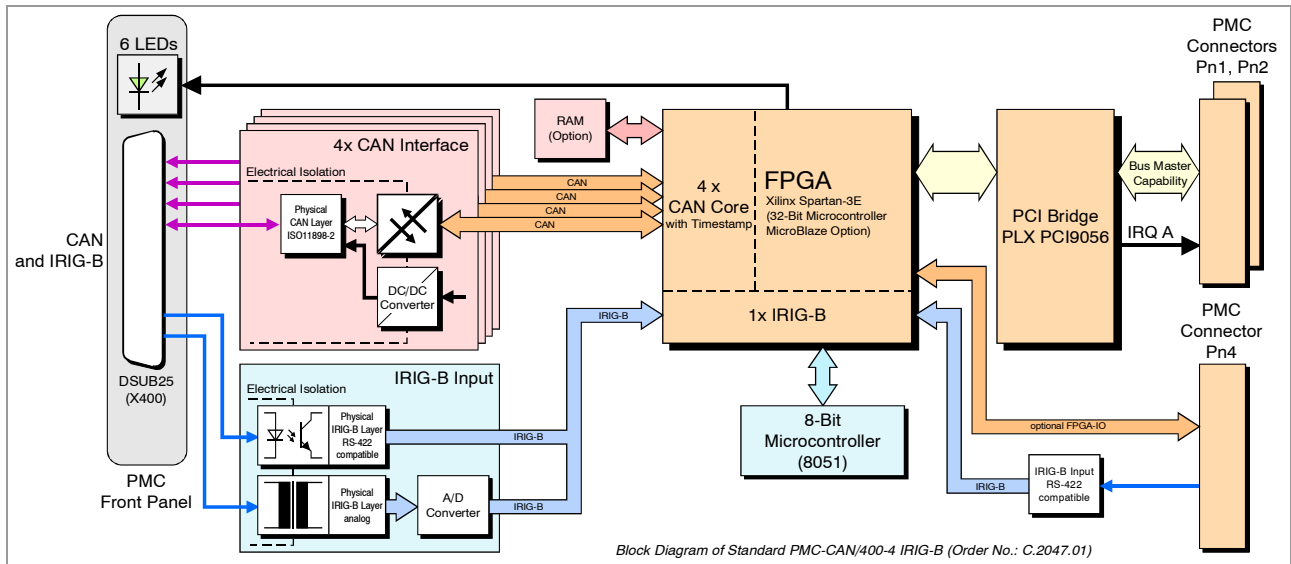 6 LEDs
CAN
and IRIG-B
DSUB25
(X400)
PMC
Front Panel
4x CAN Interface
Electrical Isolation
Physical
CAN Layer
ISO11898-2
DC/DC
Converter
RAM
(Option)
CAN
CAN
CAN
CAN
IRIG-B
4 x
CAN Core
with Timestamp
FPGA
Xilinx Spartan-3E
(32-Bit Microcontroller
MicroBlaze Option)
1x IRIG-B
PCI Bridge
PLX PCI9056
Bus Master
Capability
IRQ A
PMC
Connectors
Pn1, Pn2
PMC
Connector
Pn4
IRIG-B Input
Electrical Isolation
Physical
IRIG-B Layer
RS-422
compatible
IRIG-B
Physical
IRIG-B Layer
analog
A/D
Converter
IRIG-B
8-Bit
Microcontroller
(8051)
optional FPGA-IO
IRIG-B
IRIG-B Input
RS-422
compatible
Block Diagram of Standard PMC-CAN/400-4 IRIG-B (Order No.: C.2047.01)